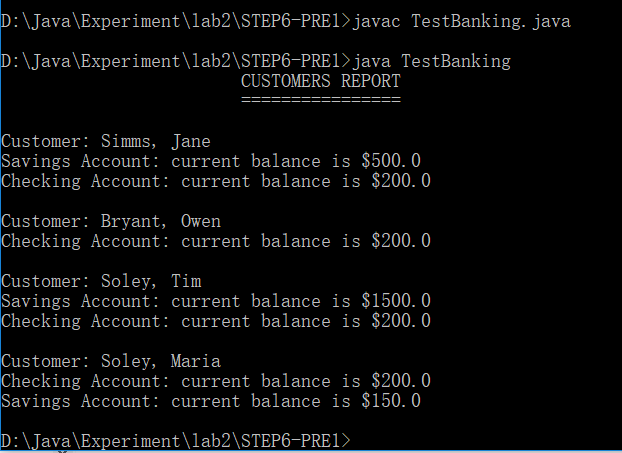 D:\Java\Experiment\lab2\STEP6-PRE1>javac TestBanking.java
D:\Java\Experiment\lab2\STEP6-PRE1>java TestBanking
CUSTOMERS REPORT
================
Customer: Simms, Jane
Savings Account: current balance is $500.0
Checking Account: current balance is $200.0
Customer: Bryant, Owen
Checking Account: current balance is $200.0
Customer: Soley, Tim
Savings Account: current balance is $1500.0
Checking Account: current balance is $200.0
Customer: Soley, Maria
Checking Account: current balance is $200.0
Savings Account: current balance is $150.0
D:\Java\Experiment\lab2\STEP6-PRE1>